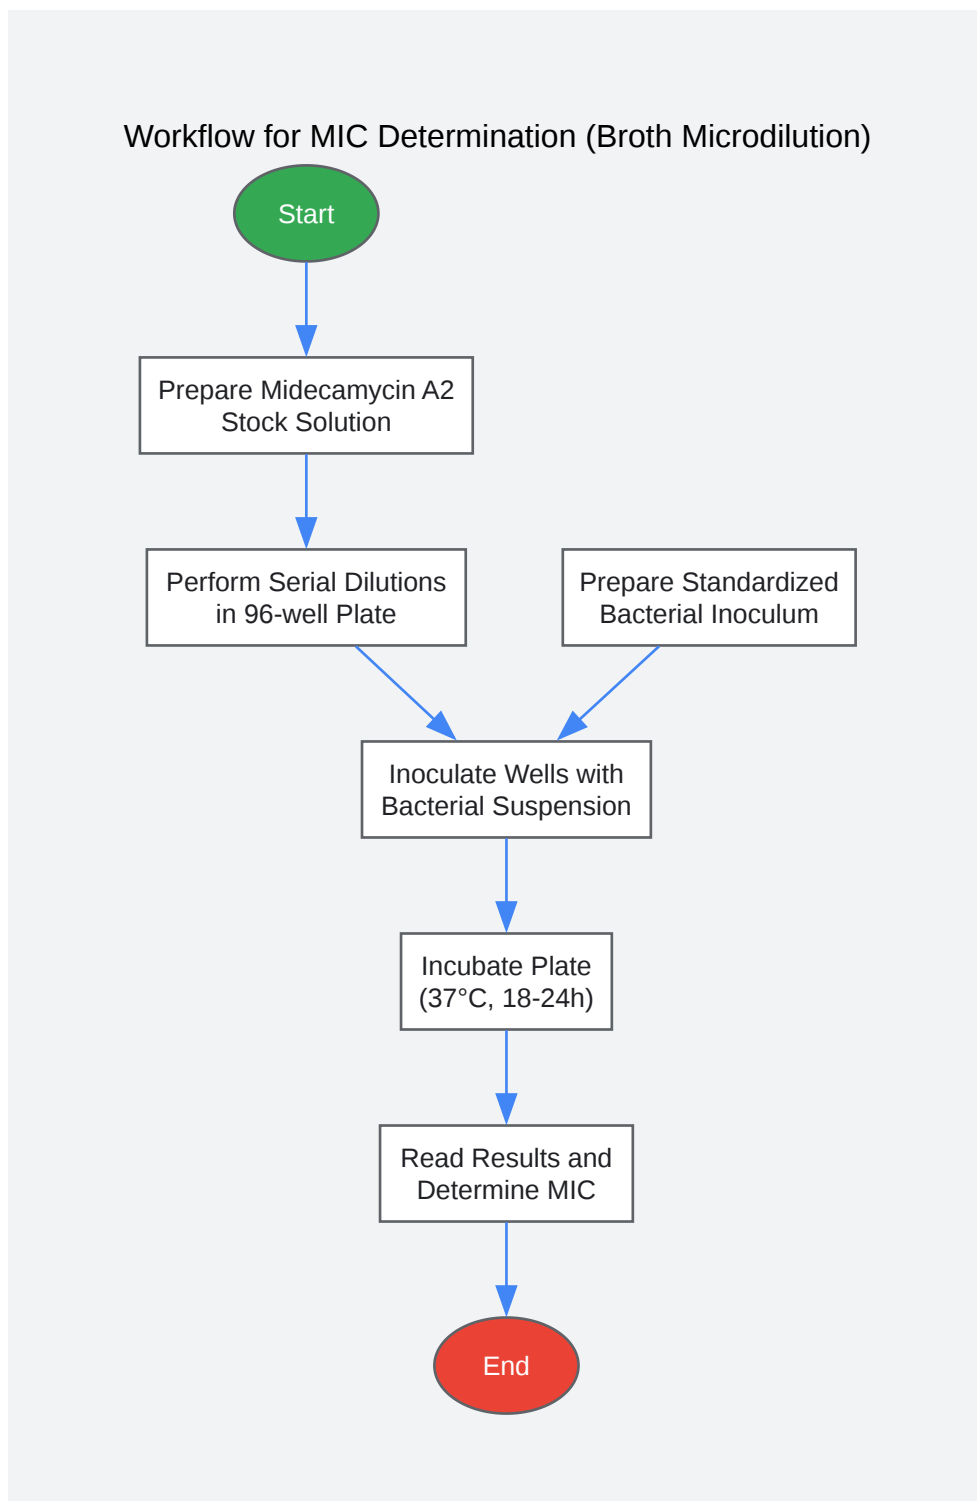 Workflow for MIC Determination (Broth Microdilution)
Start
Prepare Midecamycin A2
Stock Solution
Perform Serial Dilutions
in 96-well Plate
Prepare Standardized
Bacterial Inoculum
Inoculate Wells with
Bacterial Suspension
Incubate Plate
(37°C, 18-24h)
Read Results and
Determine MIC
End